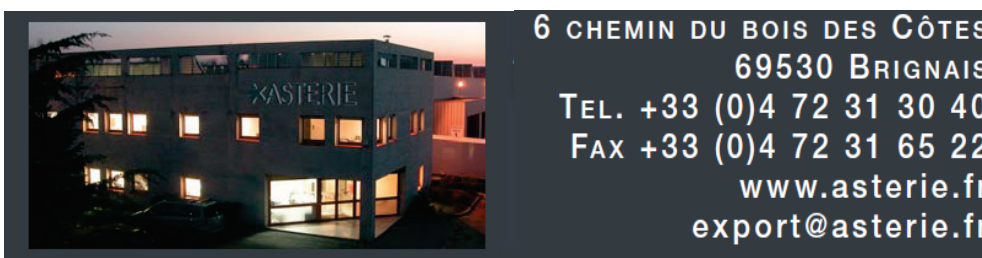 ASTERIE
6 CHEMIN DU BOIS DES CÔTES
69530 BRIGNAIS
TEL. +33 (0)4 72 31 30 40
FAX +33 (0)4 72 31 65 22
www.asterie.fr
export@asterie.fr